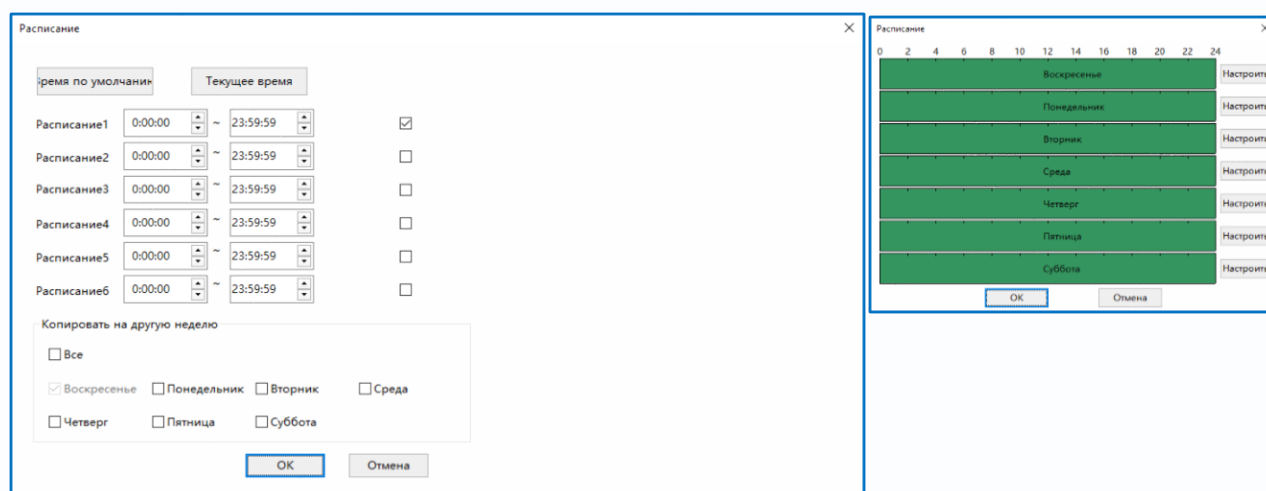 Расписание
ремя по умолчани Текущее время
Расписание1 0:00:00 ~ 23:59:59
Расписание2 0:00:00 ~ 23:59:59
Расписание3 0:00:00 ~ 23:59:59
Расписание4 0:00:00 ~ 23:59:59
Расписание5 0:00:00 ~ 23:59:59
Расписание6 0:00:00 ~ 23:59:59
Копировать на другую неделю
Все
Воскресенье Понедельник Вторник Среда
Четверг Пятница Суббота
OK Отмена
Расписание
0 2 4 6 8 10 12 14 16 18 20 22 24
Воскресенье Настроить
Понедельник Настроить
Вторник Настроить
Среда Настроить
Четверг Настроить
Пятница Настроить
Суббота Настроить
OK Отмена